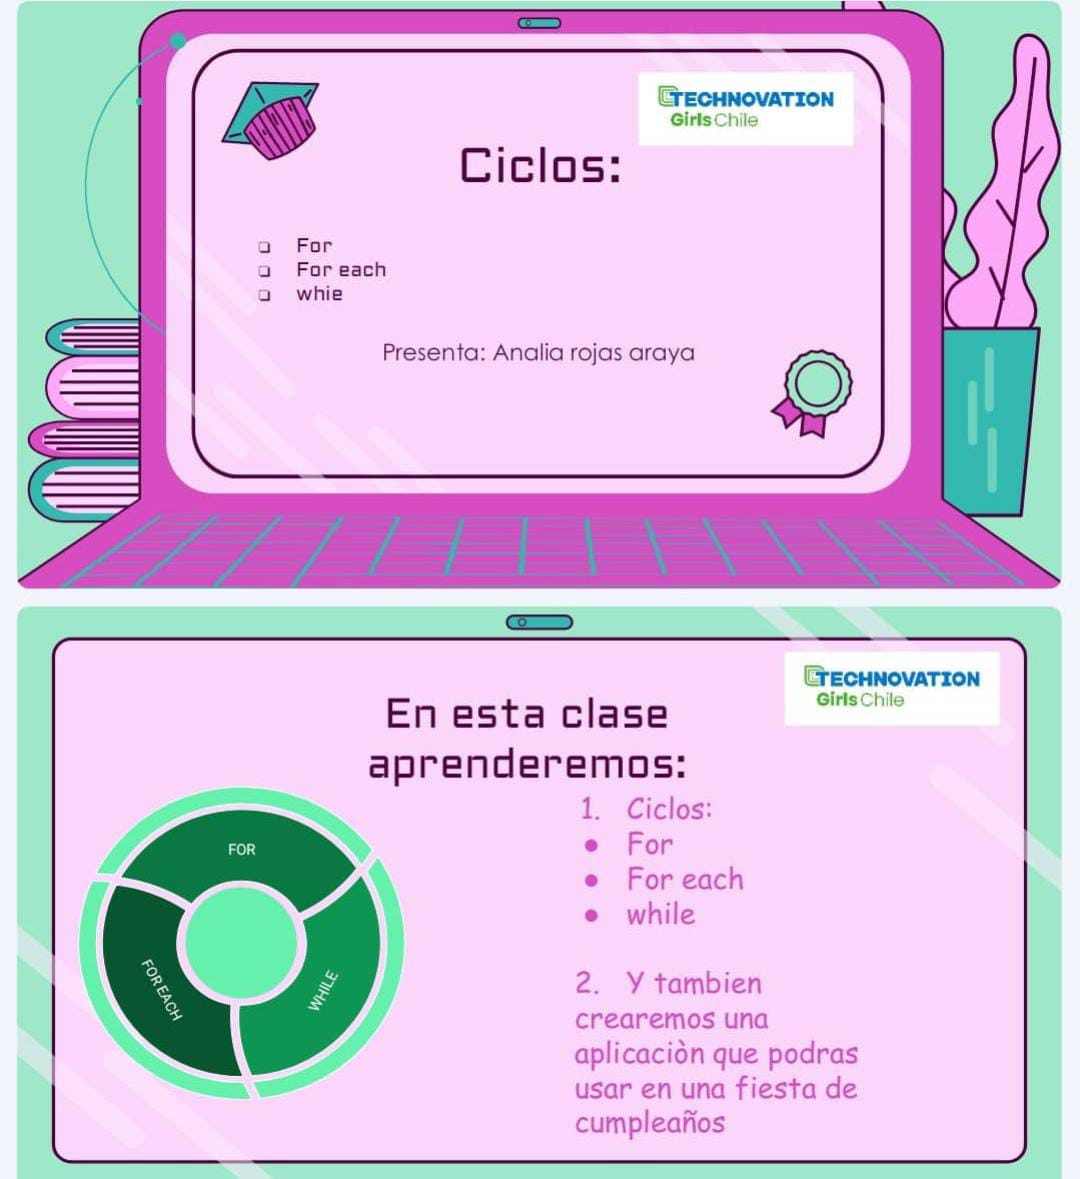 TECHNOVATION
Girls Chile
Ciclos:
❏ For
❏ For each
❏ whie
Presenta: Analia rojas araya
TECHNOVATION
Girls Chile
En esta clase
aprenderemos:
FOR
FOR EACH
WHILE
1. Ciclos:
● For
● For each
● while
2. Y tambien
crearemos una
aplicaciòn que podras
usar en una fiesta de
cumpleaños